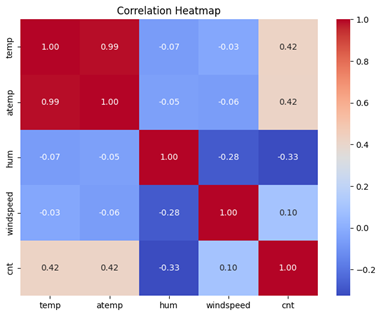 Correlation Heatmap
temp 1.00 0.99 -0.07 -0.03 0.42
atemp 0.99 1.00 -0.05 -0.06 0.42
hum -0.07 -0.05 1.00 -0.28 -0.33
windspeed -0.03 -0.06 -0.28 1.00 0.10
cnt 0.42 0.42 -0.33 0.10 1.00
temp atemp hum windspeed cnt
1.0
0.8
0.6
0.4
0.2
0.0
−0.2